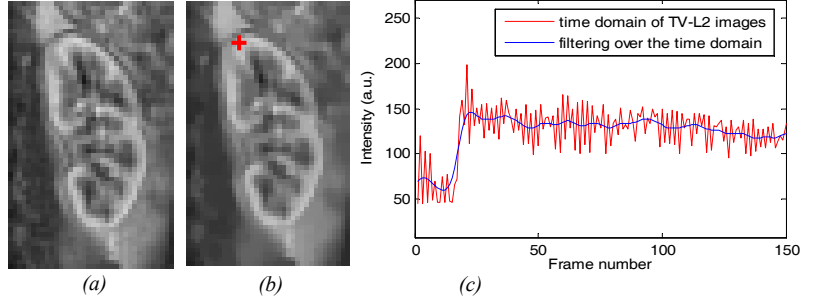 250
200
150
100
50
Intensity (a.u.)
time domain of TV-L2 images
filtering over the time domain
0
50
100
150
Frame number
(a)
(b)
(c)